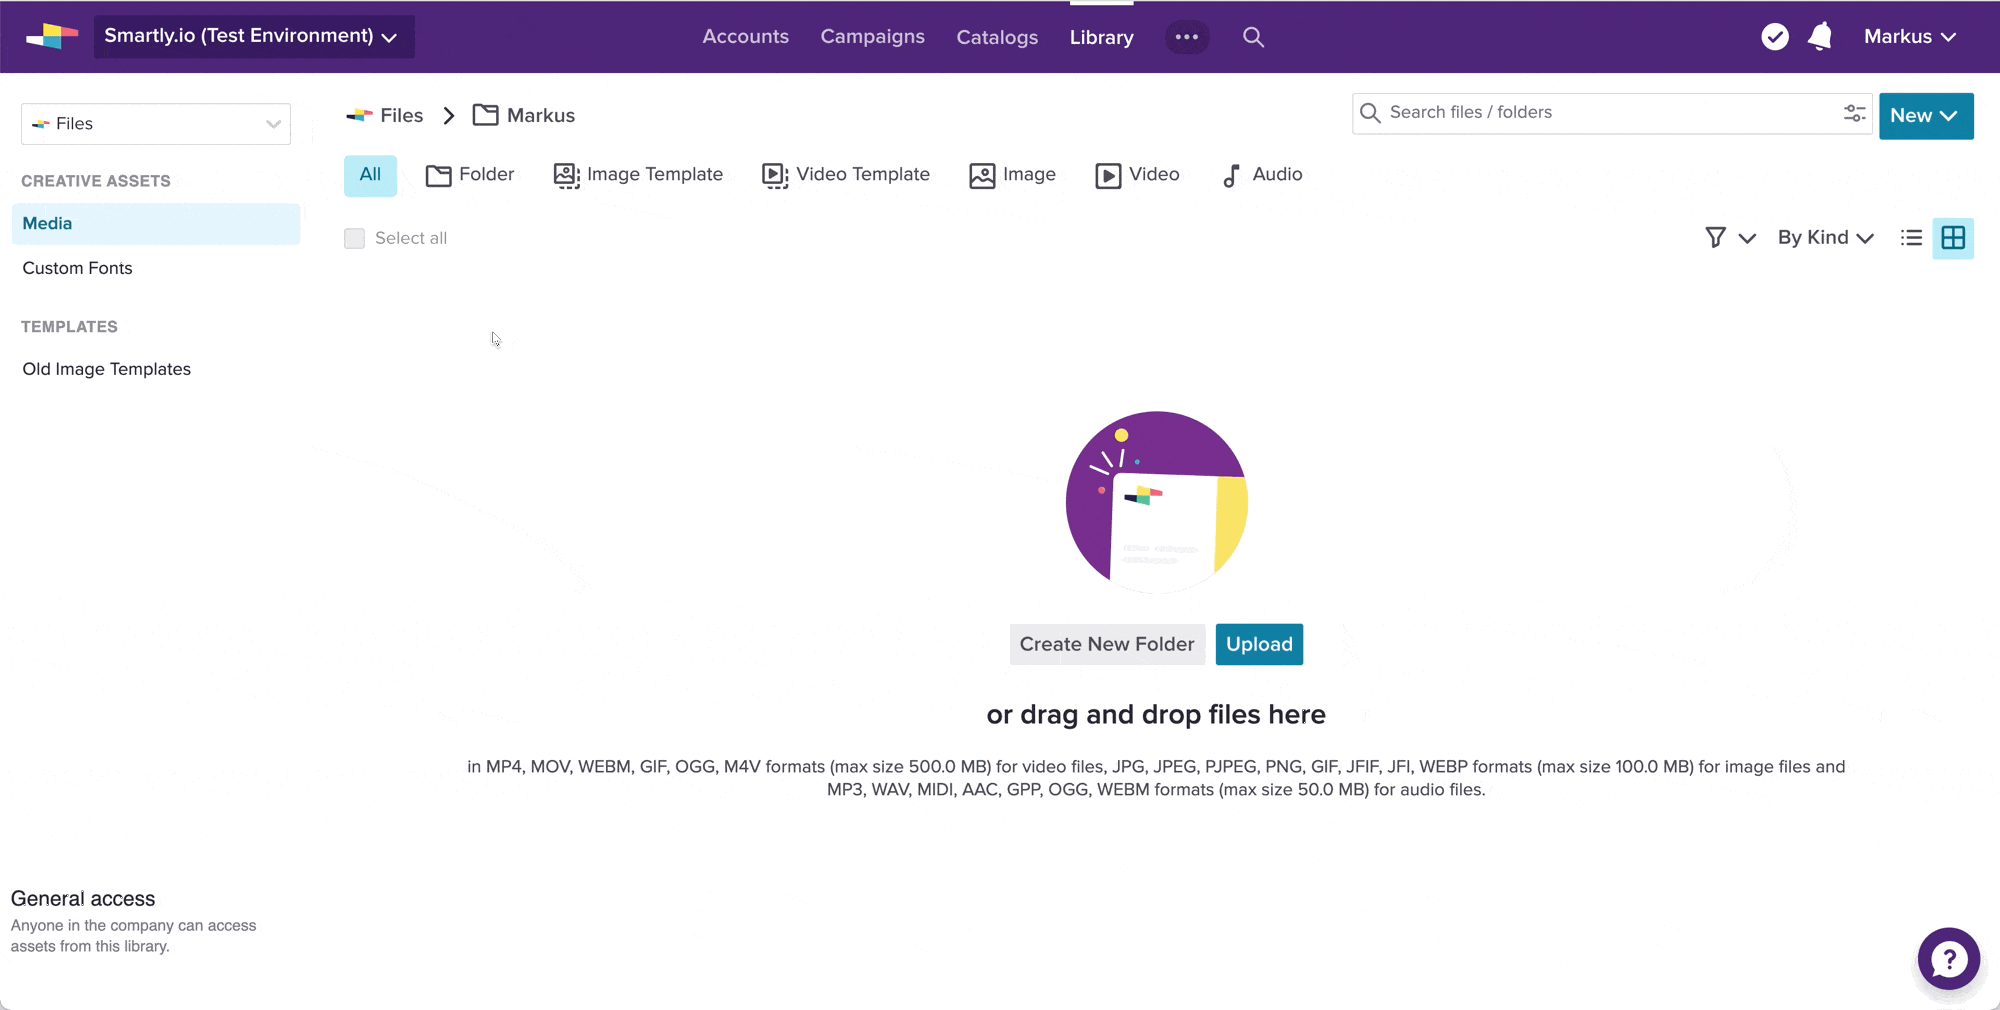 Smartly.io (Test Environment)
Accounts
Campaigns
Catalogs
Library
Markus
Files
Files
Markus
Search files / folders
New
CREATIVE ASSETS
Media
Custom Fonts
TEMPLATES
Old Image Templates
All
Folder
Image Template
Video Template
Image
Video
Audio
Select all
By Kind
Create New Folder
Upload
or drag and drop files here
in MP4, MOV, WEBM, GIF, OGG, M4V formats (max size 500.0 MB) for video files, JPG, JPEG, PJPEG, PNG, GIF, JFIF, JFI, WEBP formats (max size 100.0 MB) for image files and
MP3, WAV, MIDI, AAC, GPP, OGG, WEBM formats (max size 50.0 MB) for audio files.
General access
Anyone in the company can access
assets from this library.
?